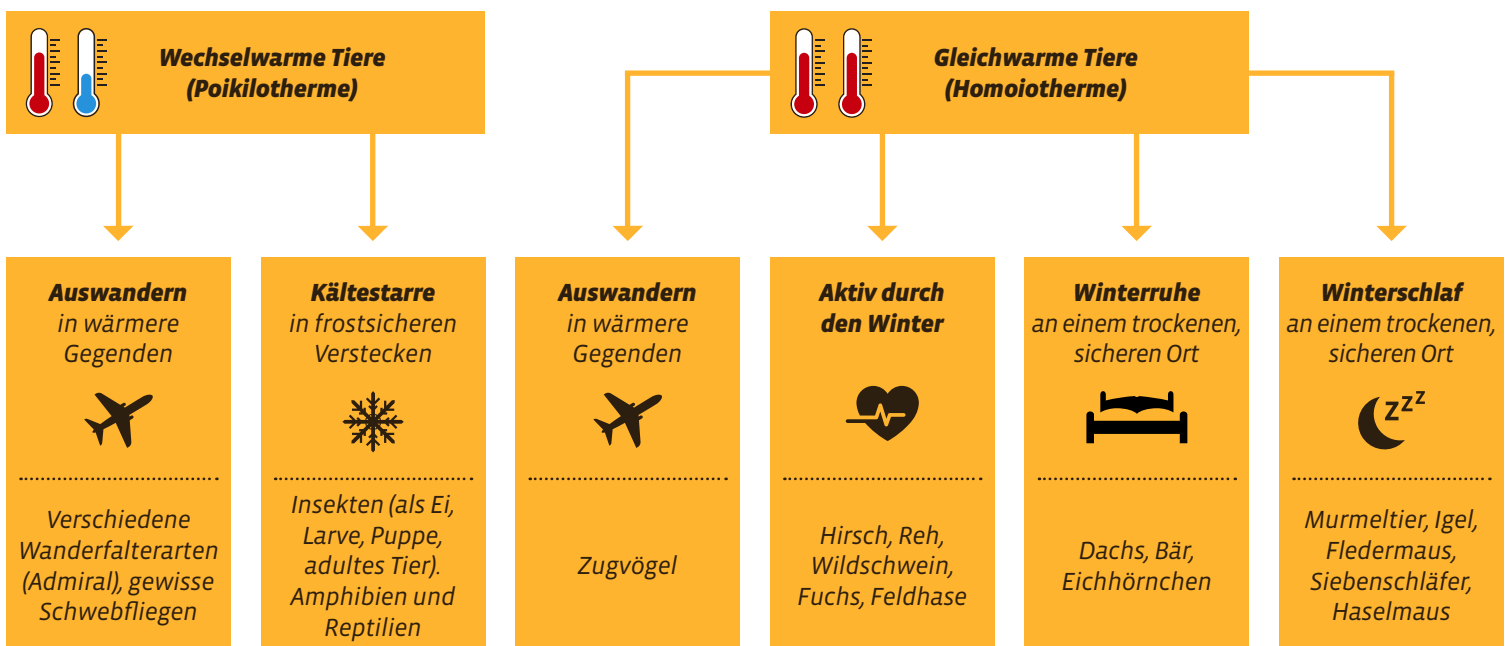 Wechselwarme Tiere
(Poikilotherme)
Gleichwarme Tiere
(Homoiotherme)
Auswandern
in wärmere
Gegenden
Verschiedene
Wanderfalterarten
(Admiral), gewisse
Schwebfliegen
Kältestarre
in frostsicheren
Verstecken
Insekten (als Ei,
Larve, Puppe,
adultes Tier).
Amphibien und
Reptilien
Auswandern
in wärmere
Gegenden
Zugvögel
Aktiv durch
den Winter
Hirsch, Reh,
Wildschwein,
Fuchs, Feldhase
Winterruhe
an einem trockenen,
sicheren Ort
Dachs, Bär,
Eichhörnchen
Winterschlaf
an einem trockenen,
sicheren Ort
zzz
Murmeltier, Igel,
Fledermaus,
Siebenschläfer,
Haselmaus